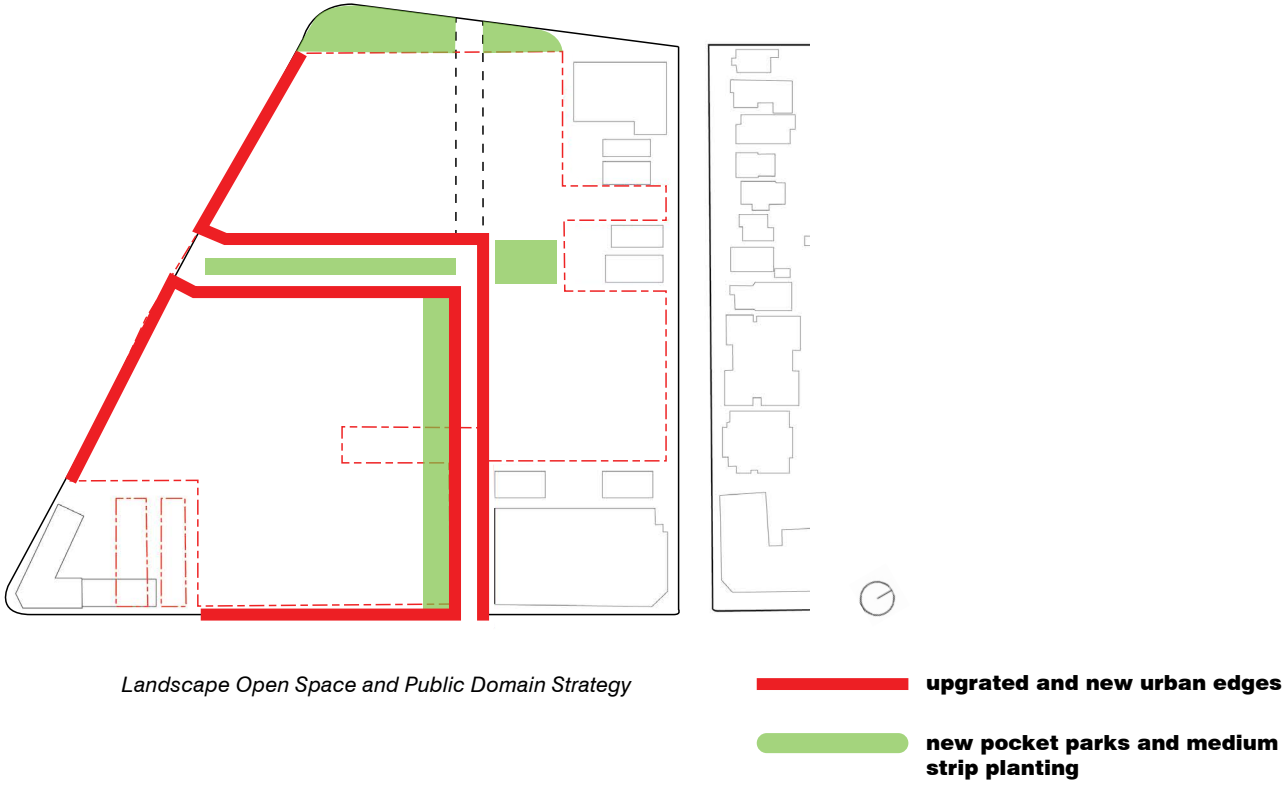 Landscape Open Space and Public Domain Strategy
upgrated and new urban edges
new pocket parks and medium
strip planting